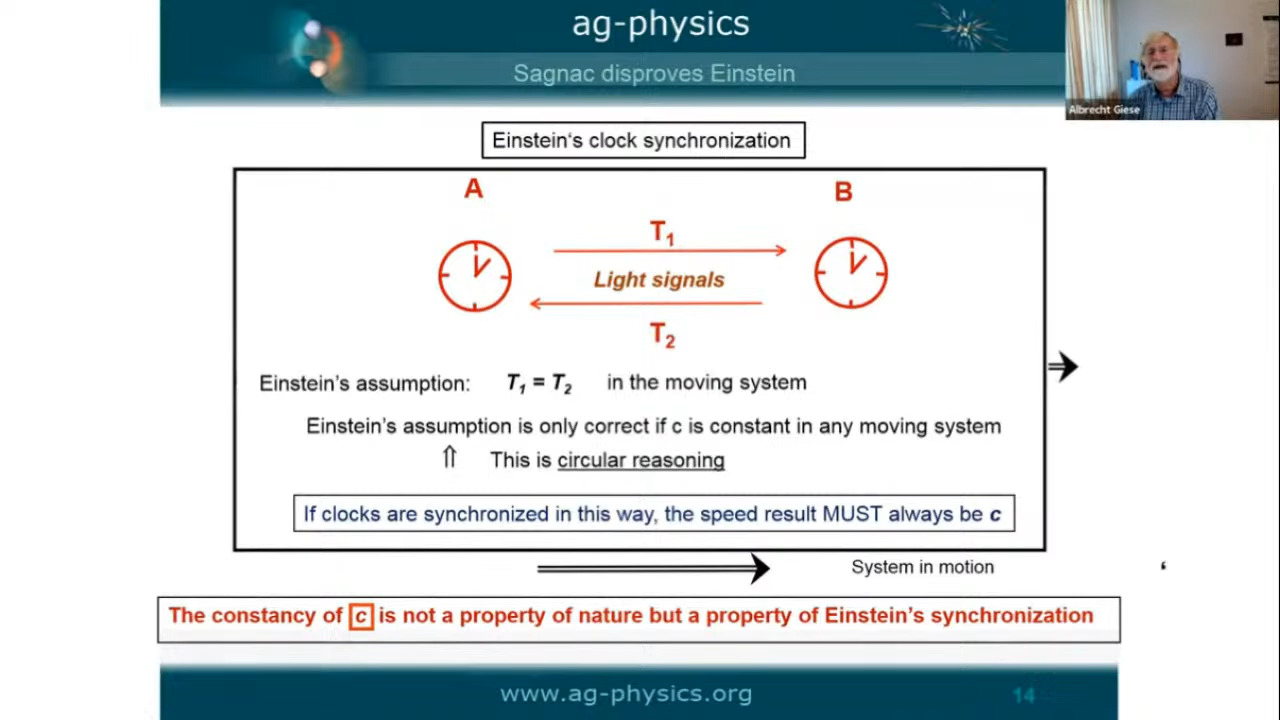 ag-physics
Sagnac disproves Einstein
Albrecht Giese
Einstein‘s clock synchronization
A
B
T₁
Light signals
T₂
Einstein’s assumption: T₁ = T₂ in the moving system
Einstein’s assumption is only correct if c is constant in any moving system
⇑ This is circular reasoning
If clocks are synchronized in this way, the speed result MUST always be c
System in motion
The constancy of c is not a property of nature but a property of Einstein’s synchronization
www.ag-physics.org
14